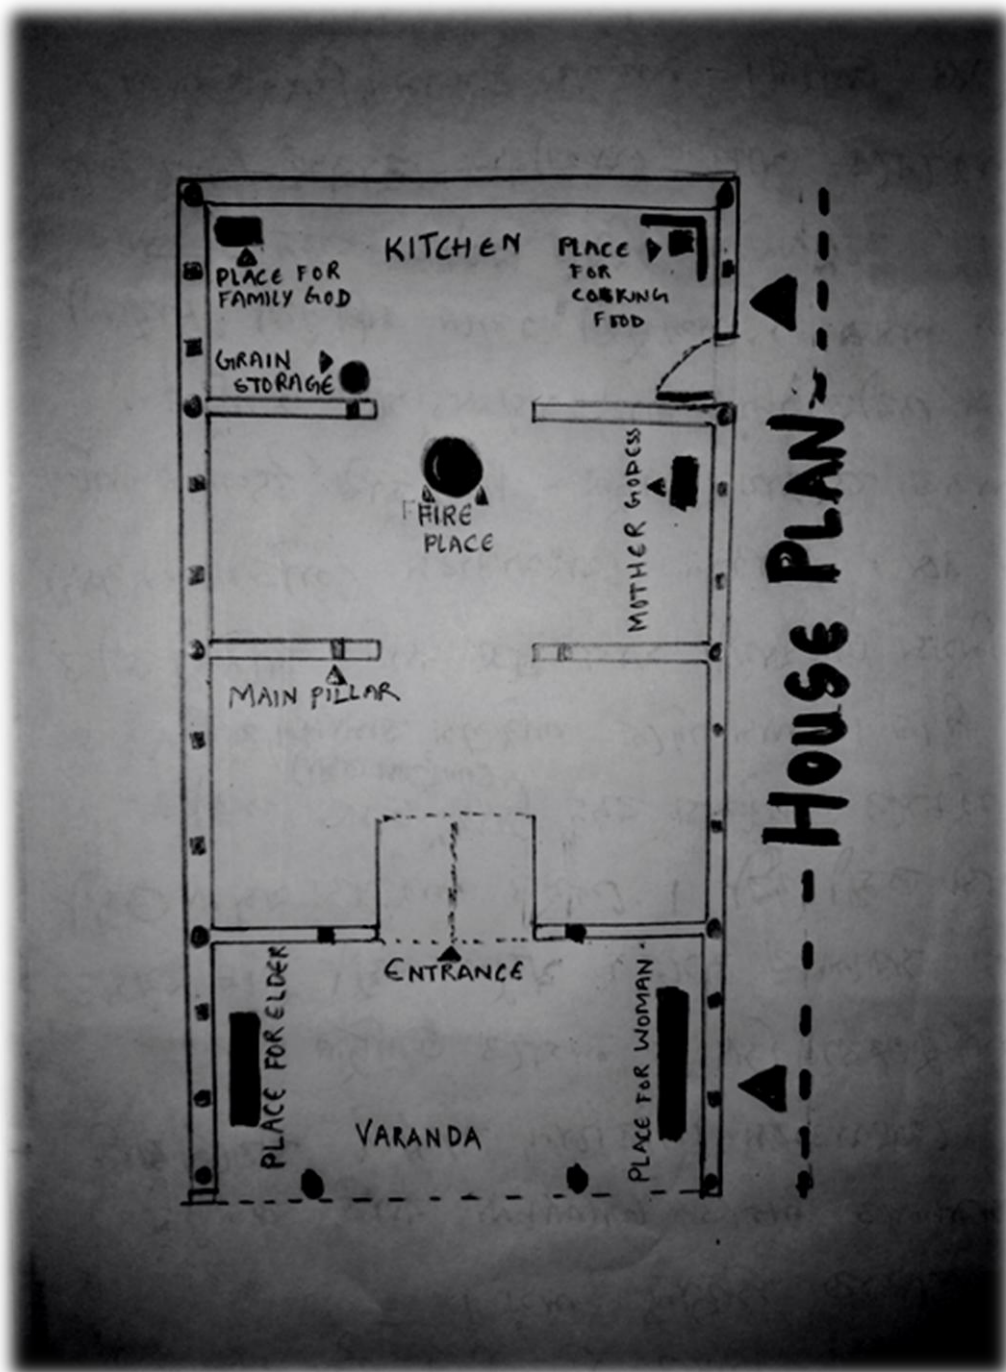 KITCHEN
PLACE FOR
FAMILY GOD
PLACE
FOR
COOKING
FOOD
GRAIN
STORAGE
FIRE
PLACE
MOTHER GODESS
MAIN PILLAR
ENTRANCE
PLACE FOR ELDER
PLACE FOR WOMAN
VARANDA
HOUSE PLAN